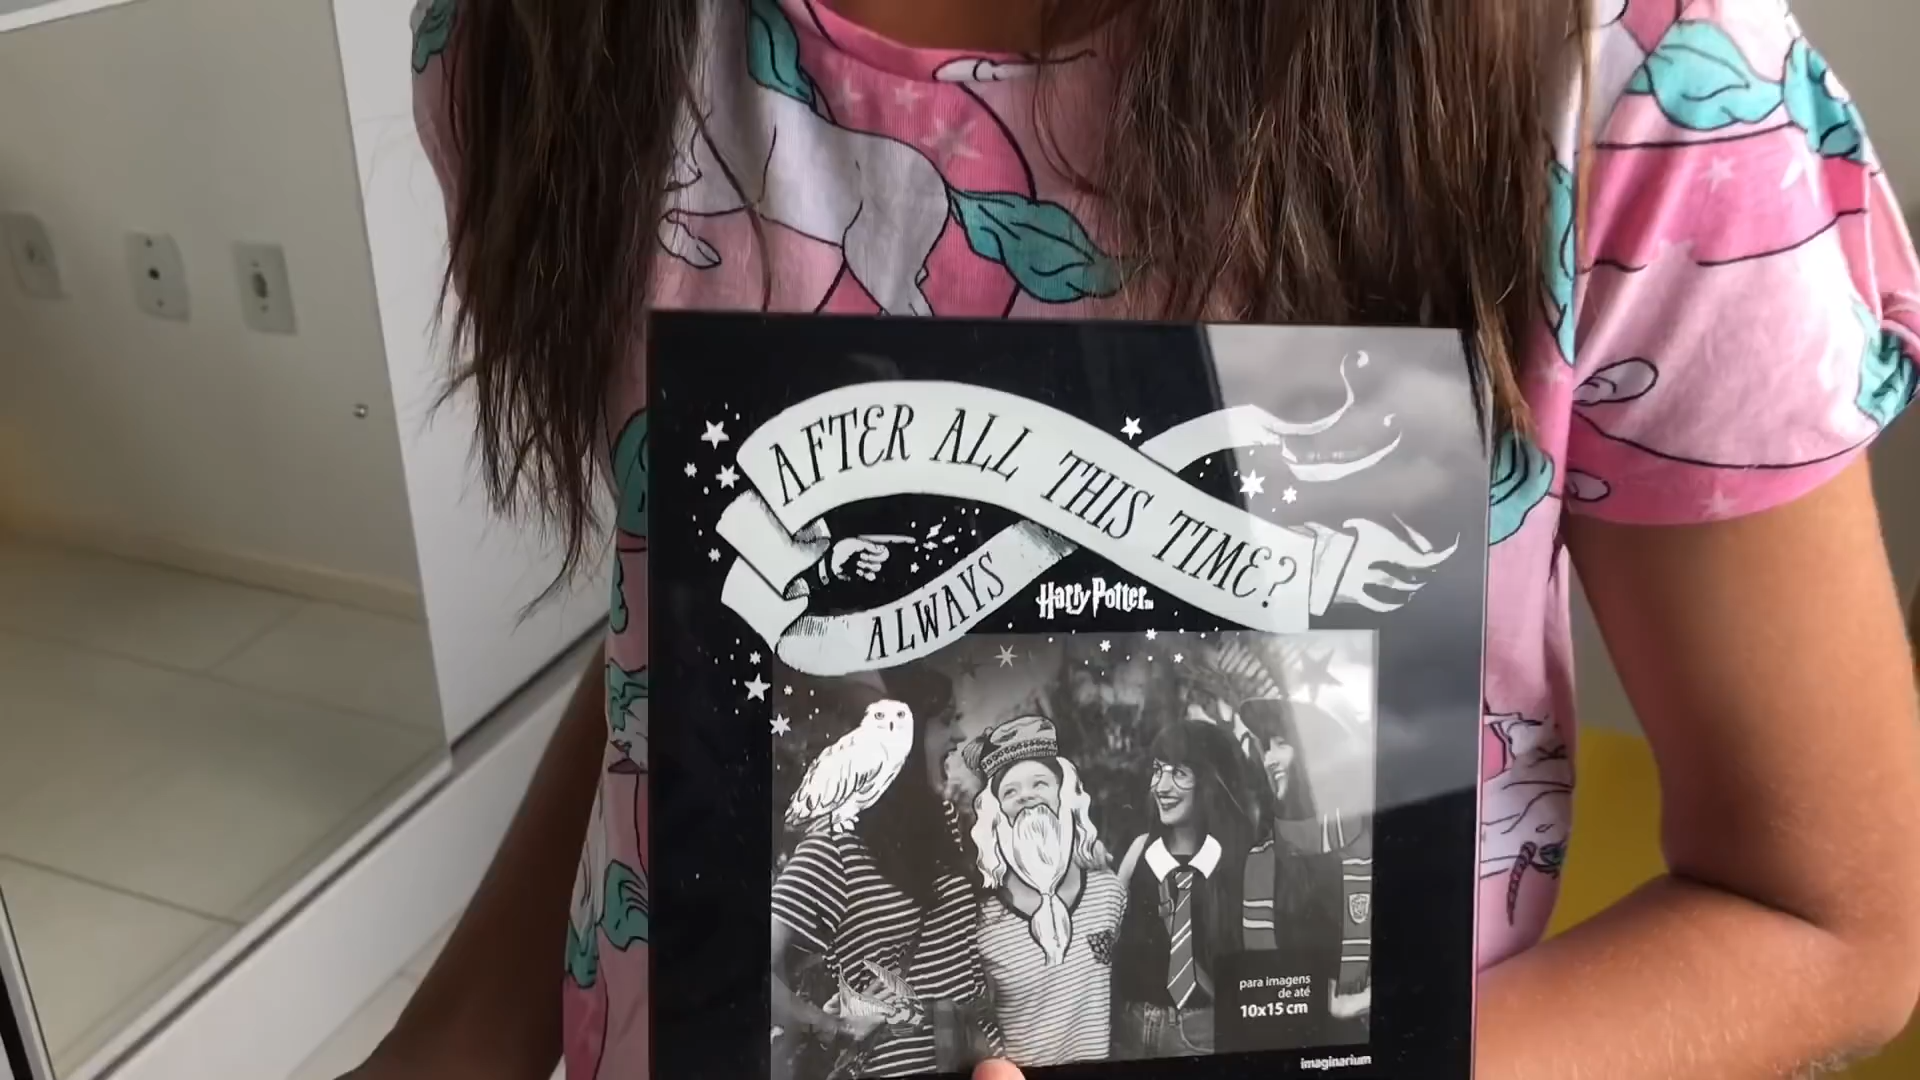 AFTER ALL THIS TIME?
ALWAYS
Harry Potter
para imagens
de até
10x15 cm
imaginarium